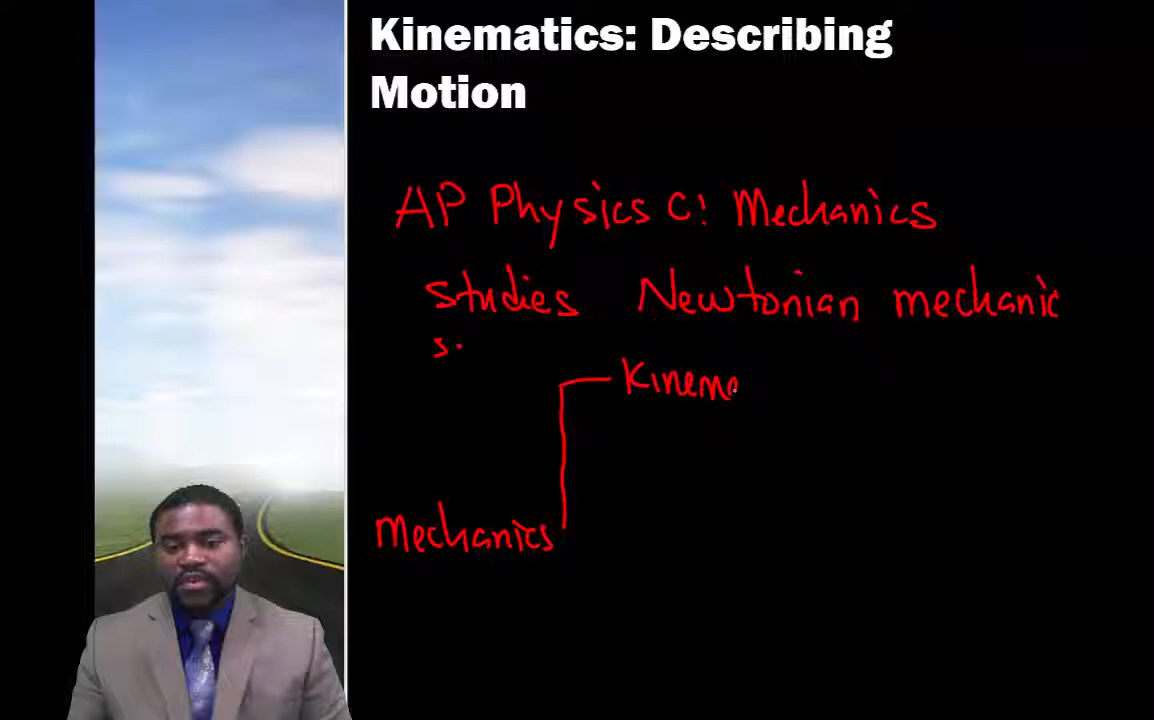 Kinematics: Describing
Motion
AP Physics C: Mechanics
studies Newtonian mechanic
s.
Kinema
Mechanics